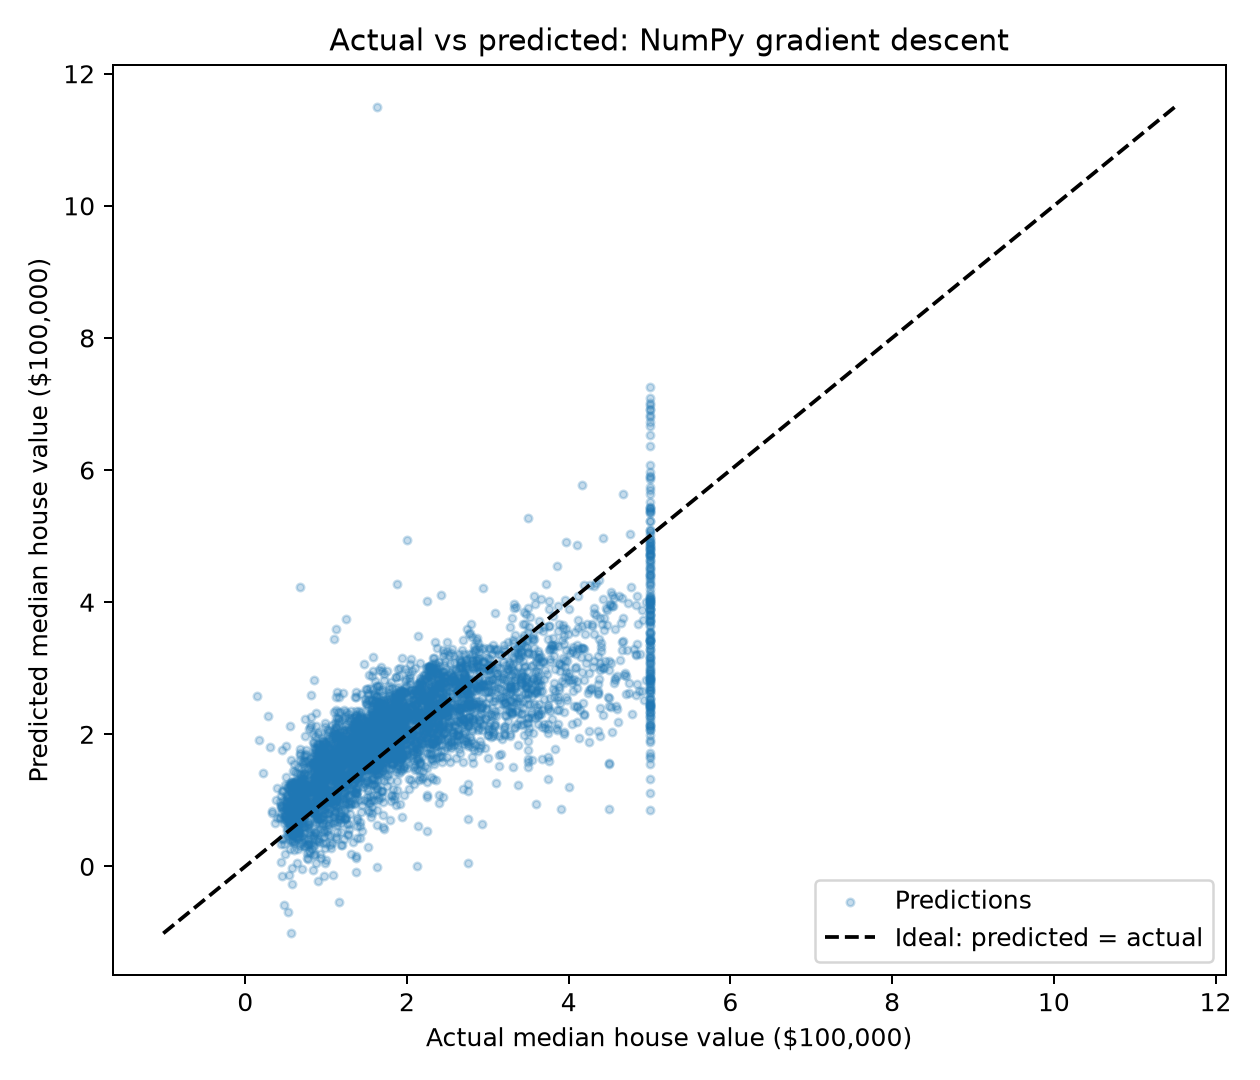 Actual vs predicted: NumPy gradient descent
12
10
8
6
4
2
0
Predicted median house value ($100,000)
Predictions
Ideal: predicted = actual
0 2 4 6 8 10 12
Actual median house value ($100,000)